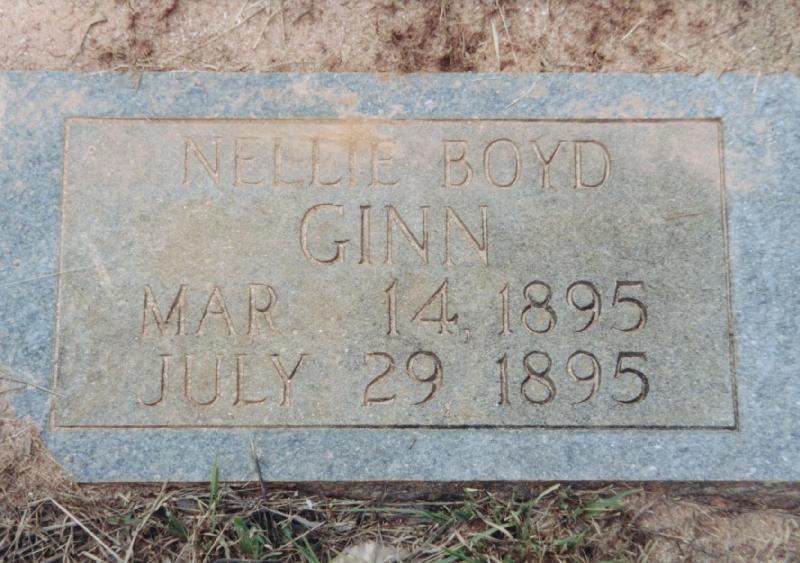 NELLIE BOYD
GINN
MAR. 14, 1895
JULY 29, 1895